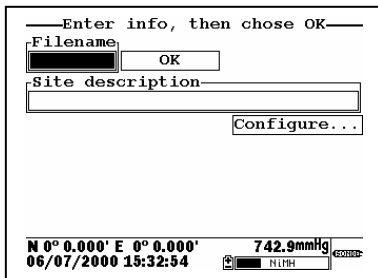 Enter info, then chose OK
Filename
OK
Site description
Configure...
N 0° 0.000' E 0° 0.000' 742.9mmHg
06/07/2000 15:32:54 NiMH SONDE